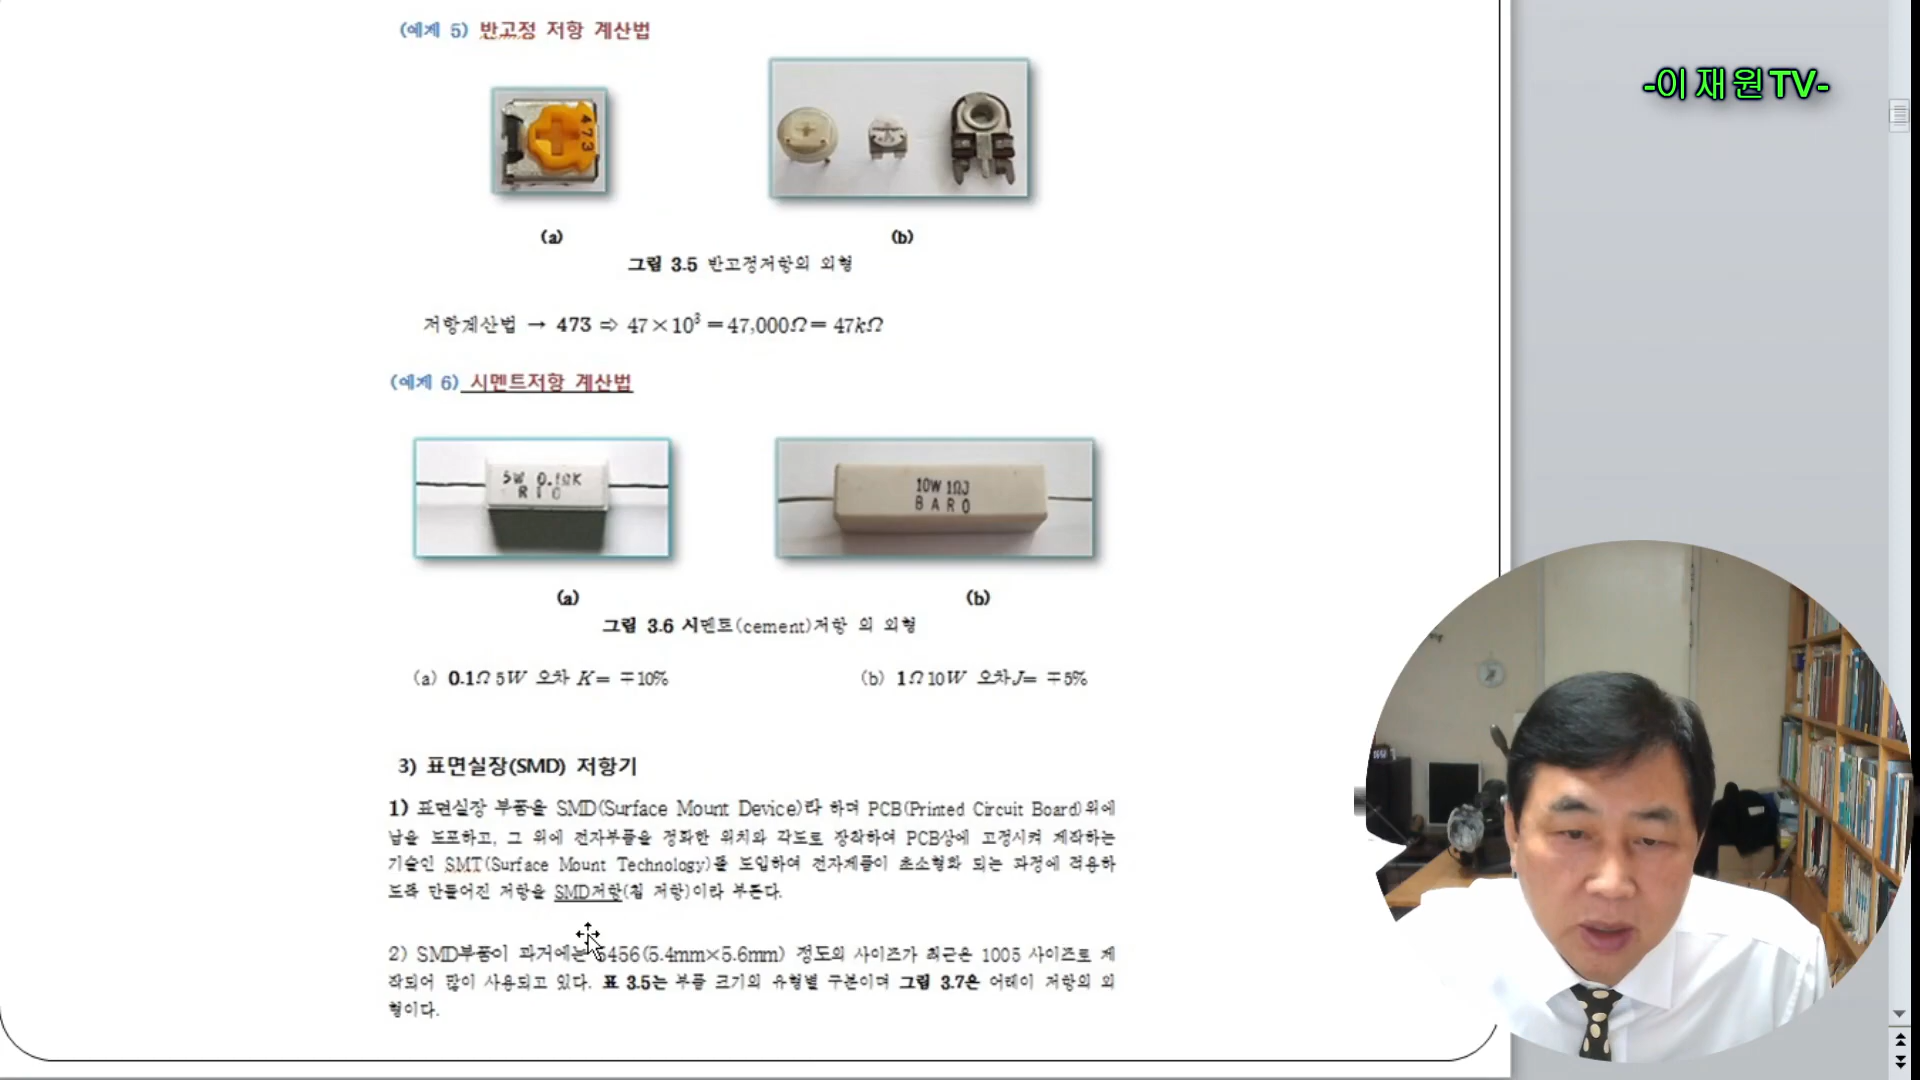 (예제 5) 반고정 저항 계산법
-이재원TV-
473
(a)
(b)
그림 3.5 반고정저항의 외형
저항계산법 → 473 ⇨ 47×10³ =47,000Ω= 47kΩ
(예제 6) 시멘트저항 계산법
5W 0.1ΩK
R I O
10W 1ΩJ
B A R O
(a)
(b)
그림 3.6 시멘트(cement)저항 의 외형
(a) 0.1Ω 5W 오차 K= ∓10%
(b) 1Ω 10W 오차 J= ∓5%
3) 표면실장(SMD) 저항기
1) 표면실장 부품을 SMD(Surface Mount Device)라 하며 PCB(Printed Circuit Board)위에
납을 도포하고, 그 위에 전자부품을 정확한 위치와 각도로 장착하여 PCB상에 고정시켜 제작하는
기술인 SMT(Surface Mount Technology)를 도입하여 전자제품이 초소형화 되는 과정에 적용하
도록 만들어진 저항을 SMD저항(칩 저항)이라 부른다.
2) SMD부품이 과거에는 5456(5.4mm×5.6mm) 정도의 사이즈가 최근은 1005 사이즈로 제
작되어 많이 사용되고 있다. 표 3.5는 부품 크기의 유형별 구분이며 그림 3.7은 어레이 저항의 외
형이다.